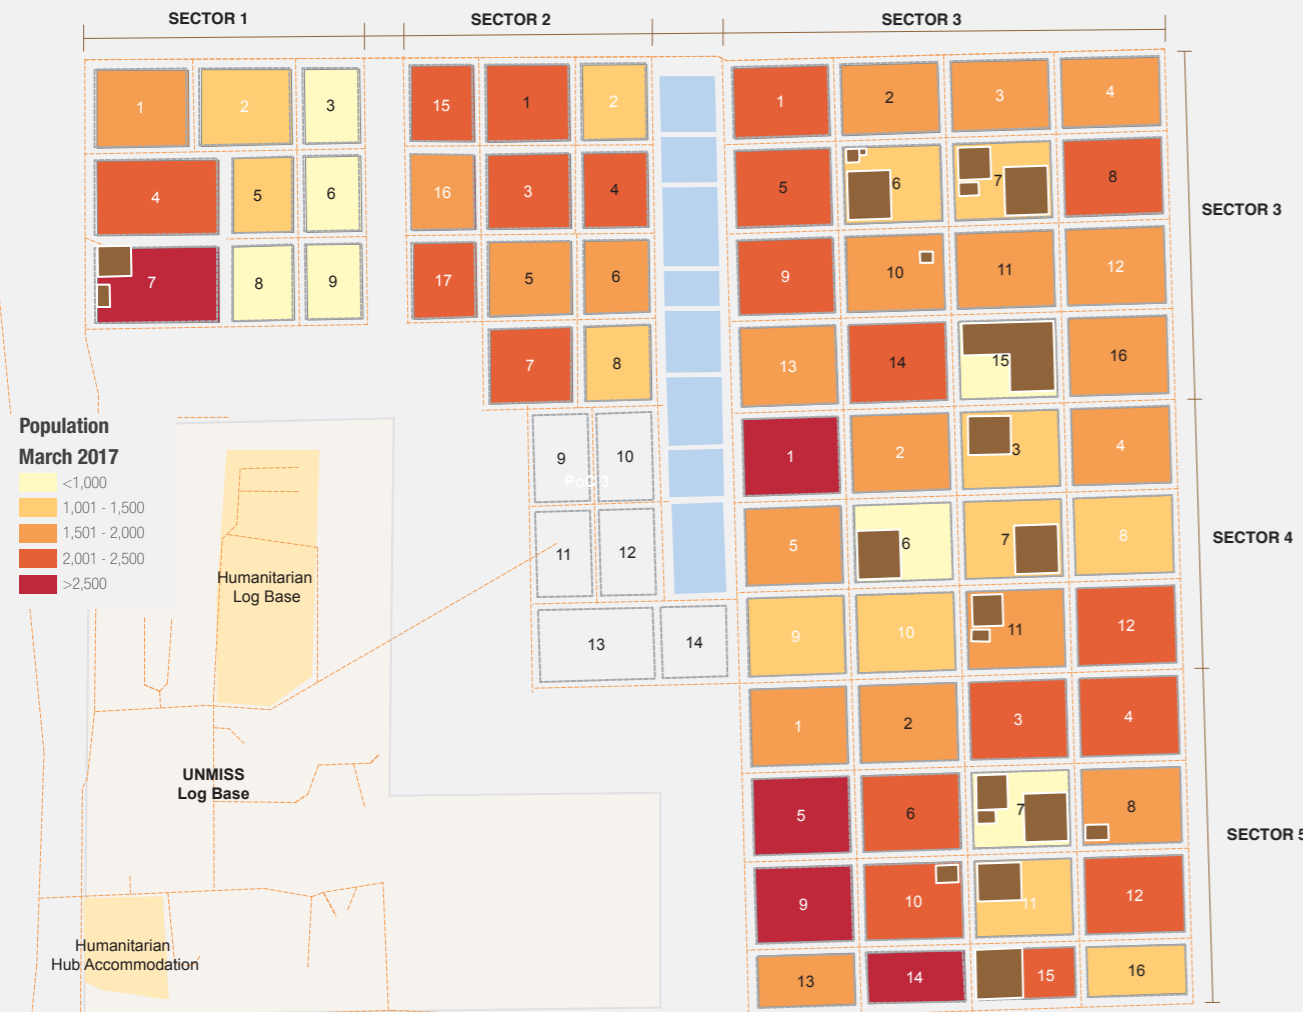 SECTOR 1
SECTOR 2
SECTOR 3
1 2 3 15 1 2 1 2 3 4
4 5 6 16 3 4 5 6 7 8
SECTOR 3
7 8 9 17 5 6 9 10 11 12
7 8 13 14 15 16
Population
March 2017
<1,000
1,001 - 1,500
1,501 - 2,000
2,001 - 2,500
>2,500
9 10 1 2 3 4
PoC 3
11 12 5 6 7 8
SECTOR 4
Humanitarian
Log Base
13 14 9 10 11 12
1 2 3 4
UNMISS
Log Base
5 6 7 8
SECTOR 5
9 10 11 12
Humanitarian
Hub Accommodation
13 14 15 16